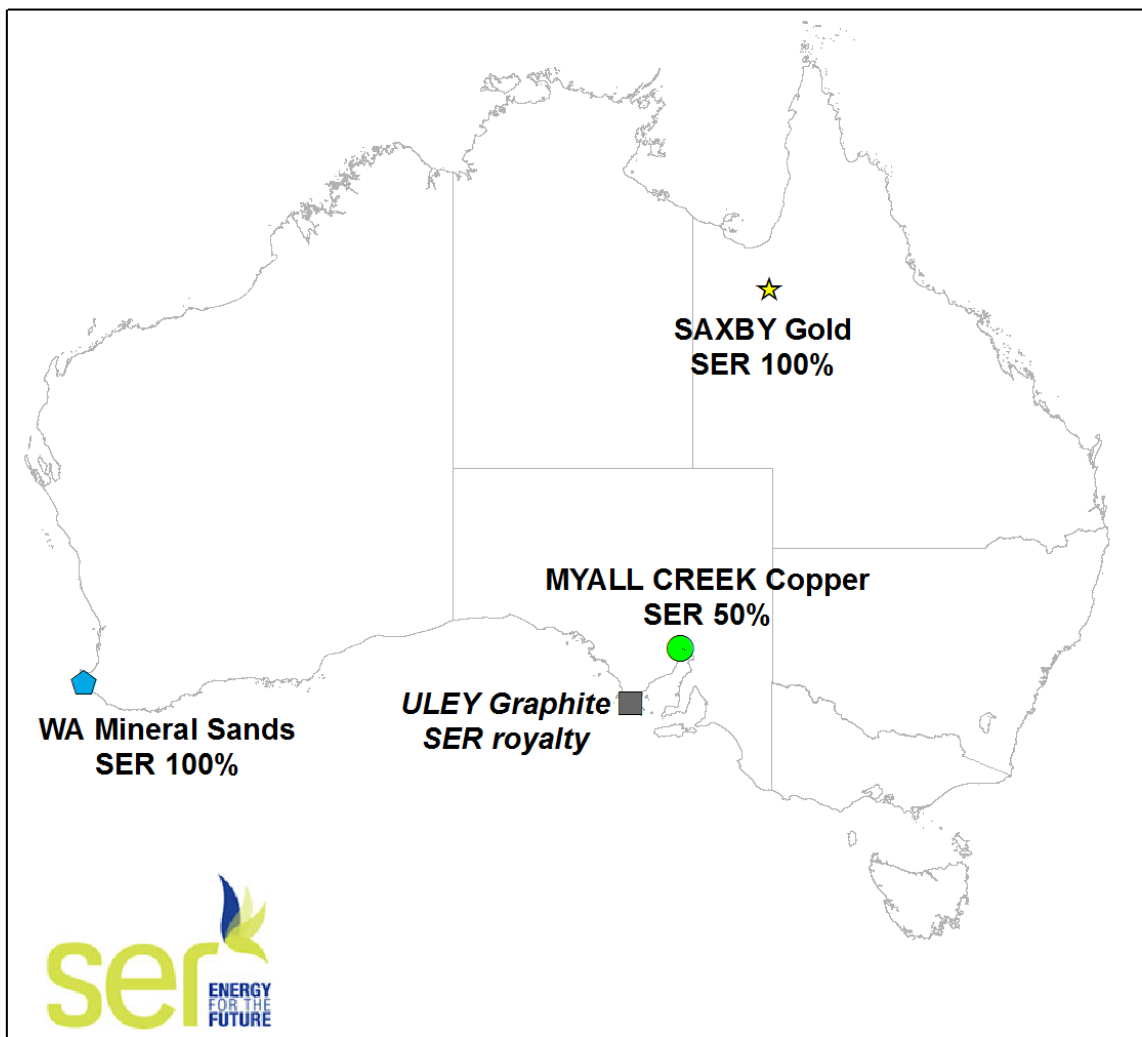 SAXBY Gold
SER 100%
MYALL CREEK Copper
SER 50%
ULEY Graphite
SER royalty
WA Mineral Sands
SER 100%
ser
ENERGY
FOR THE
FUTURE